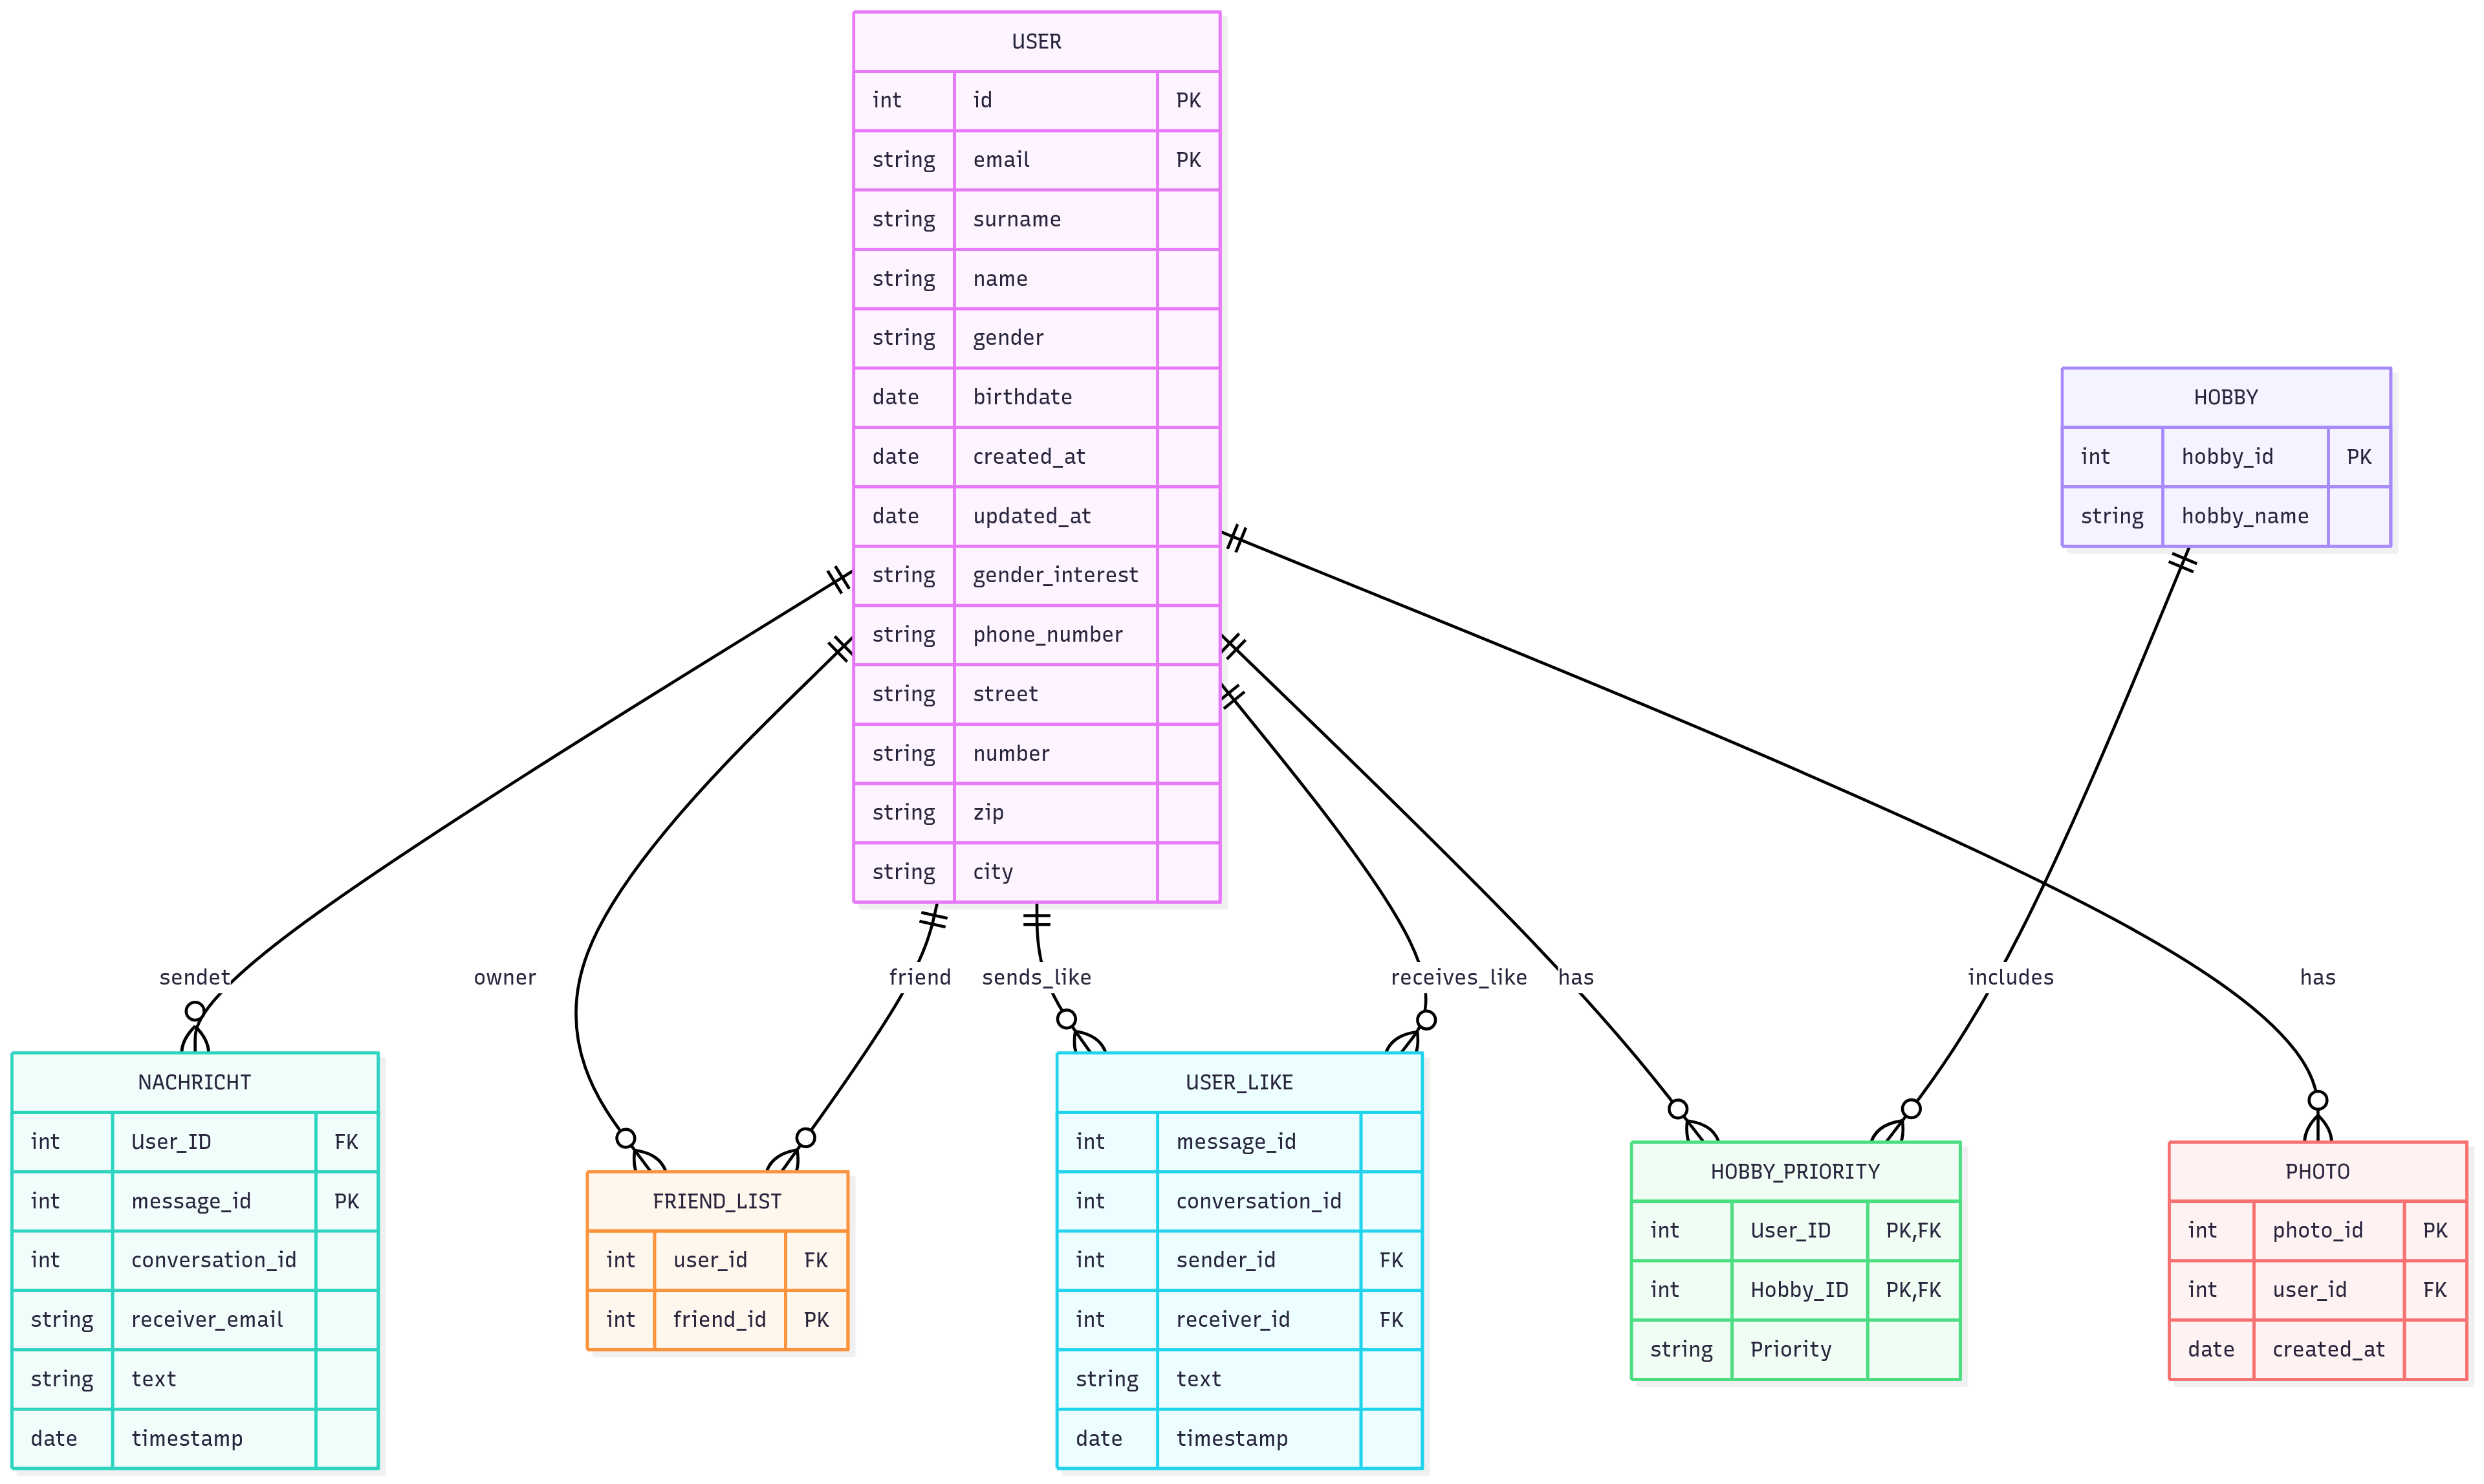 USER
int id PK
string email PK
string surname
string name
string gender
date birthdate
date created_at
date updated_at
string gender_interest
string phone_number
string street
string number
string zip
string city
HOBBY
int hobby_id PK
string hobby_name
sendet
owner
friend
sends_like
receives_like
has
includes
has
NACHRICHT
int User_ID FK
int message_id PK
int conversation_id
string receiver_email
string text
date timestamp
FRIEND_LIST
int user_id FK
int friend_id PK
USER_LIKE
int message_id
int conversation_id
int sender_id FK
int receiver_id FK
string text
date timestamp
HOBBY_PRIORITY
int User_ID PK,FK
int Hobby_ID PK,FK
string Priority
PHOTO
int photo_id PK
int user_id FK
date created_at